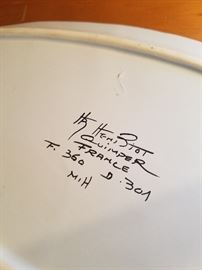 HB Henriot
Quimper
France
F. 360 D. 301
M.H